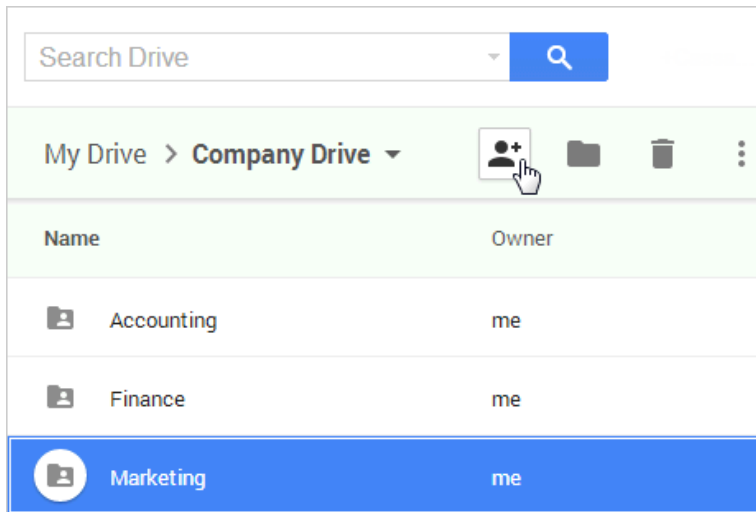 Search Drive
My Drive > Company Drive
Name Owner
Accounting me
Finance me
Marketing me